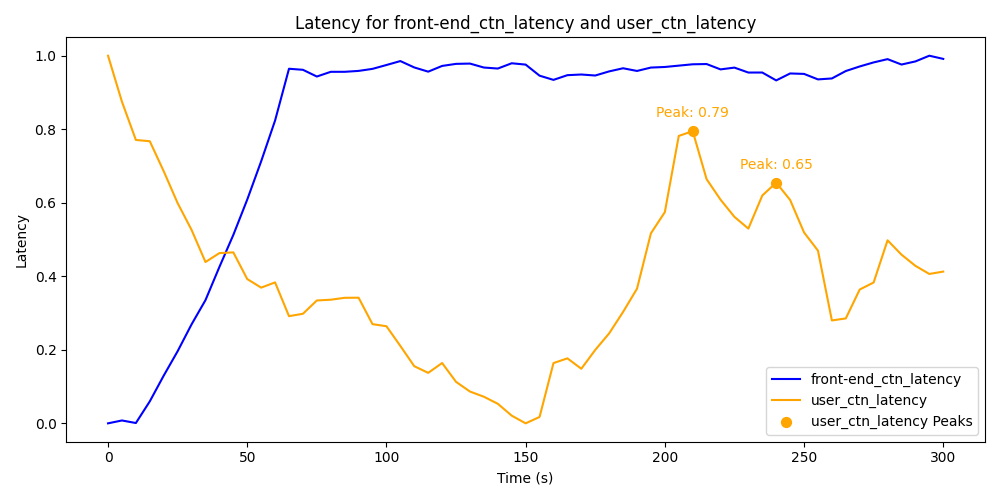 Latency for front-end_ctn_latency and user_ctn_latency
Latency
1.0
0.8
0.6
0.4
0.2
0.0
Peak: 0.79
Peak: 0.65
front-end_ctn_latency
user_ctn_latency
user_ctn_latency Peaks
0 50 100 150 200 250 300
Time (s)